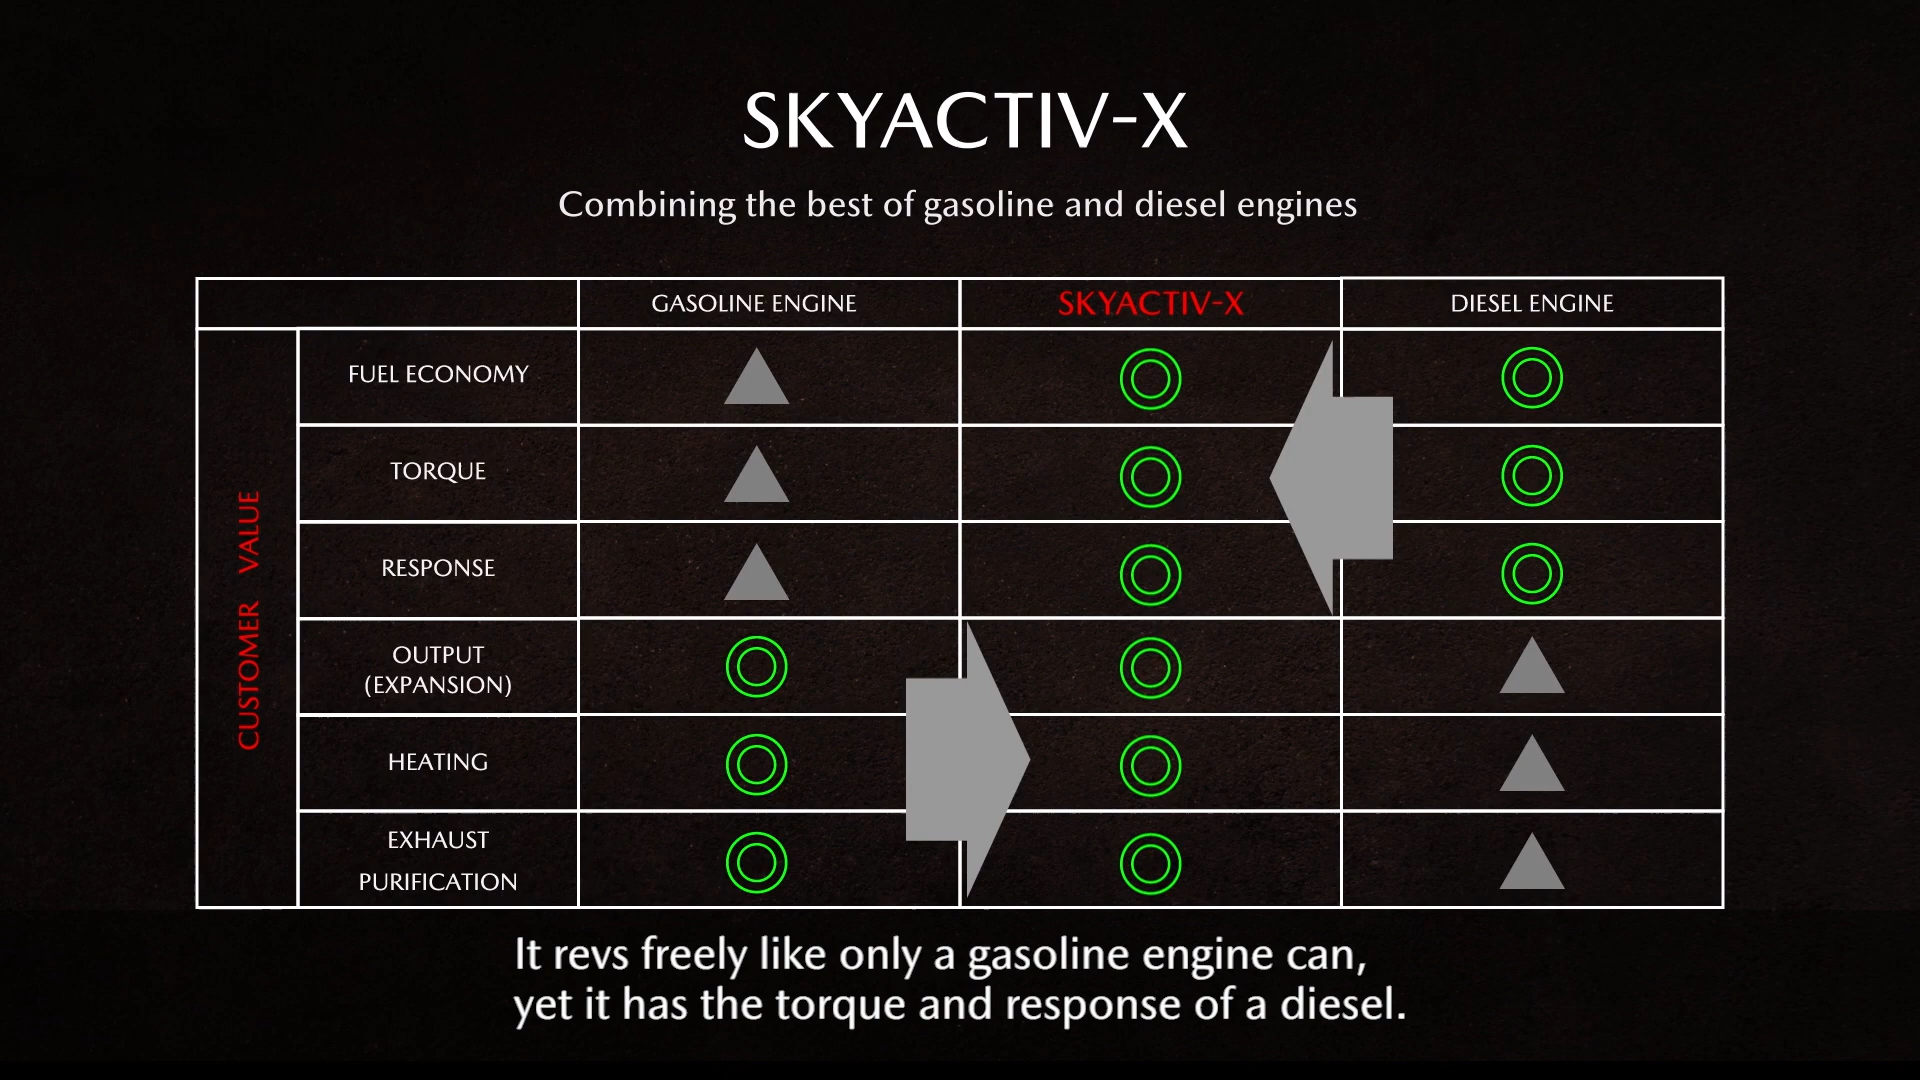 SKYACTIV-X
Combining the best of gasoline and diesel engines
GASOLINE ENGINE
SKYACTIV-X
DIESEL ENGINE
CUSTOMER VALUE
FUEL ECONOMY
TORQUE
RESPONSE
OUTPUT
(EXPANSION)
HEATING
EXHAUST
PURIFICATION
It revs freely like only a gasoline engine can,
yet it has the torque and response of a diesel.